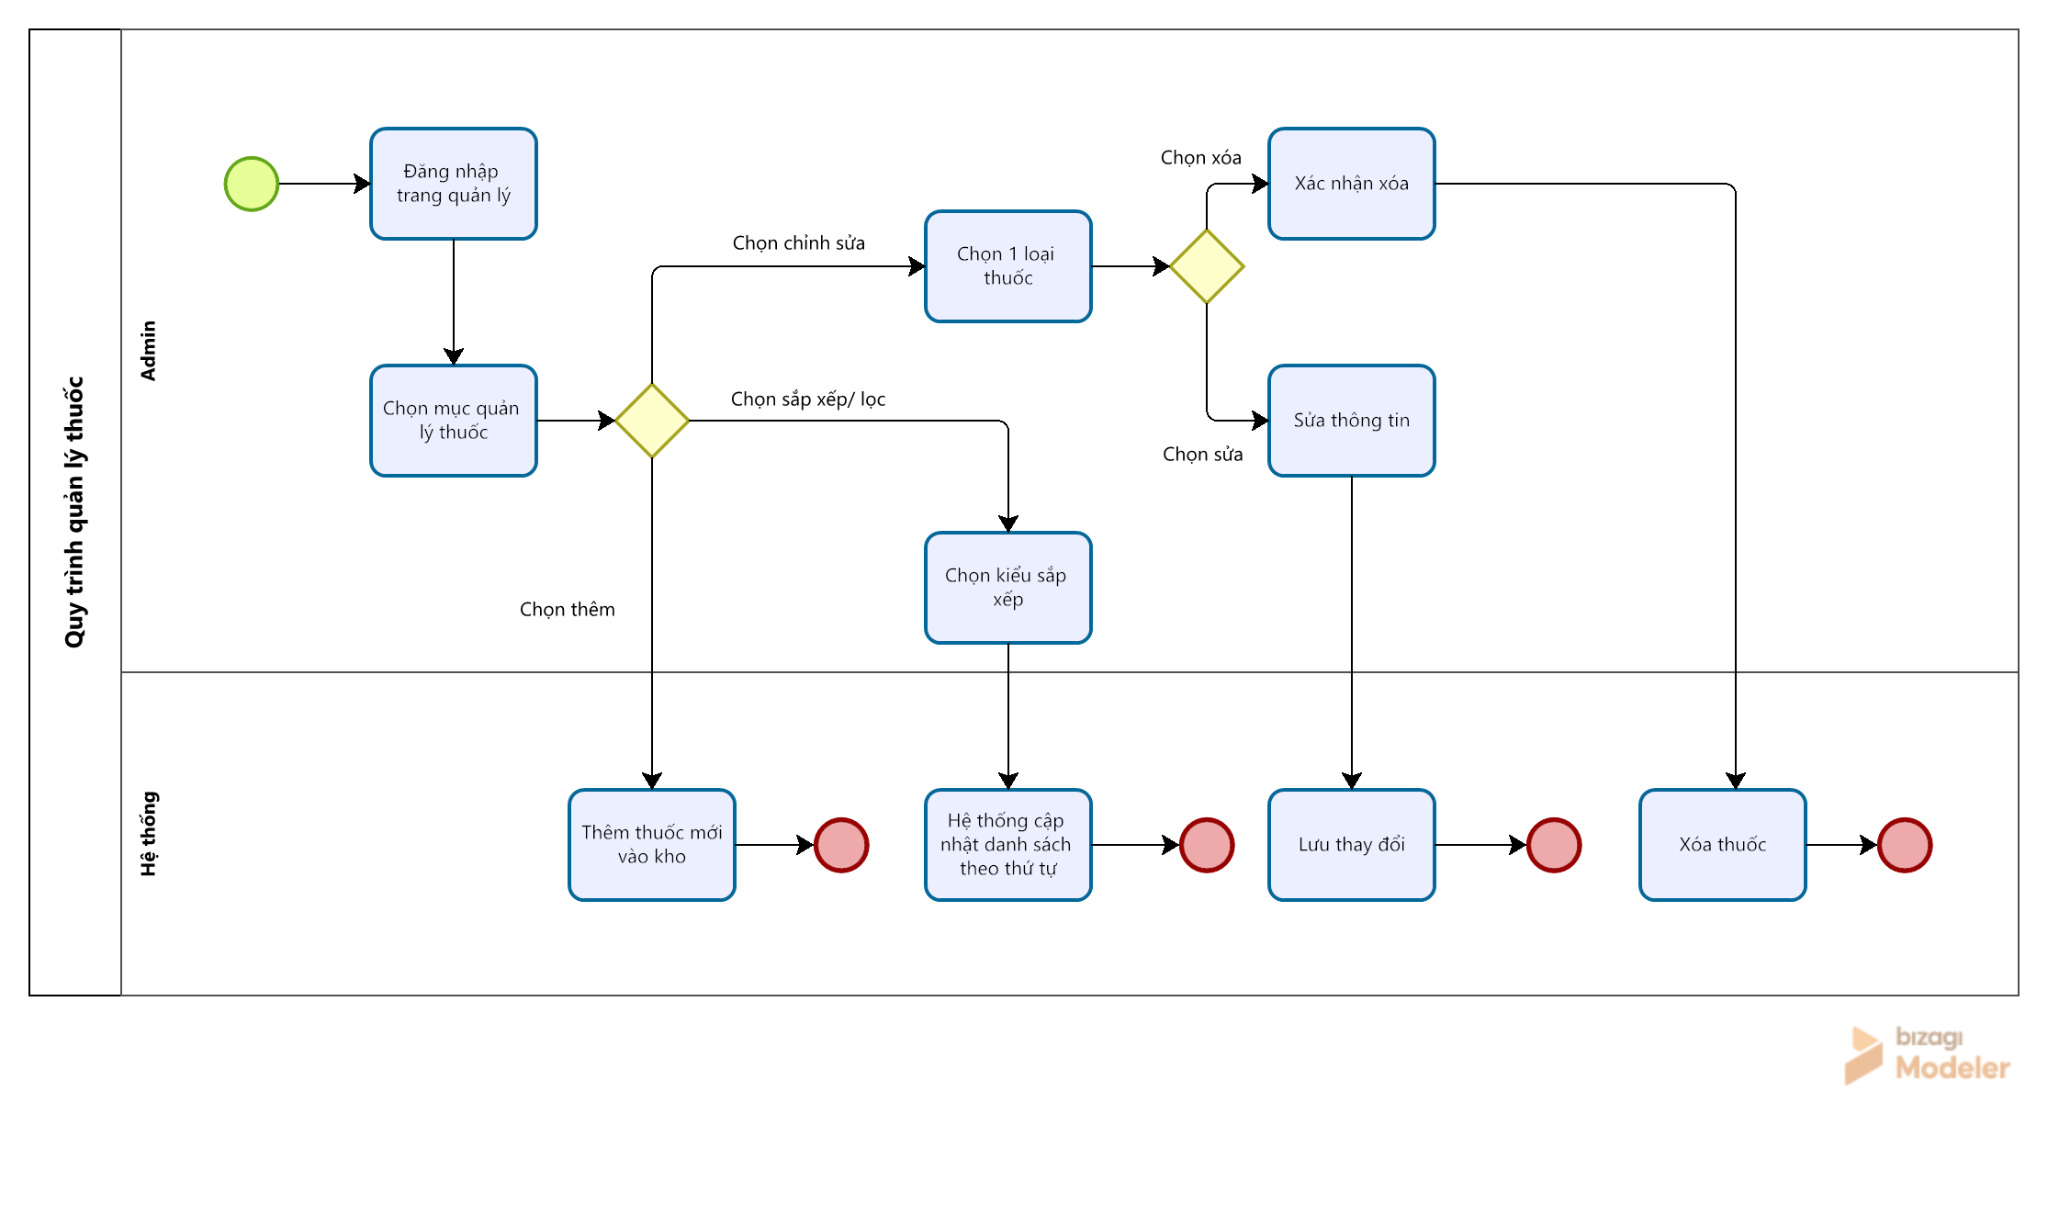 Quy trình quản lý thuốc
Admin
Đăng nhập
trang quản lý
Chọn mục quản
lý thuốc
Chọn chỉnh sửa
Chọn 1 loại
thuốc
Chọn xóa
Xác nhận xóa
Chọn sửa
Sửa thông tin
Chọn sắp xếp/ lọc
Chọn kiểu sắp
xếp
Chọn thêm
Hệ thống
Thêm thuốc mới
vào kho
Hệ thống cập
nhật danh sách
theo thứ tự
Lưu thay đổi
Xóa thuốc
bizagi
Modeler